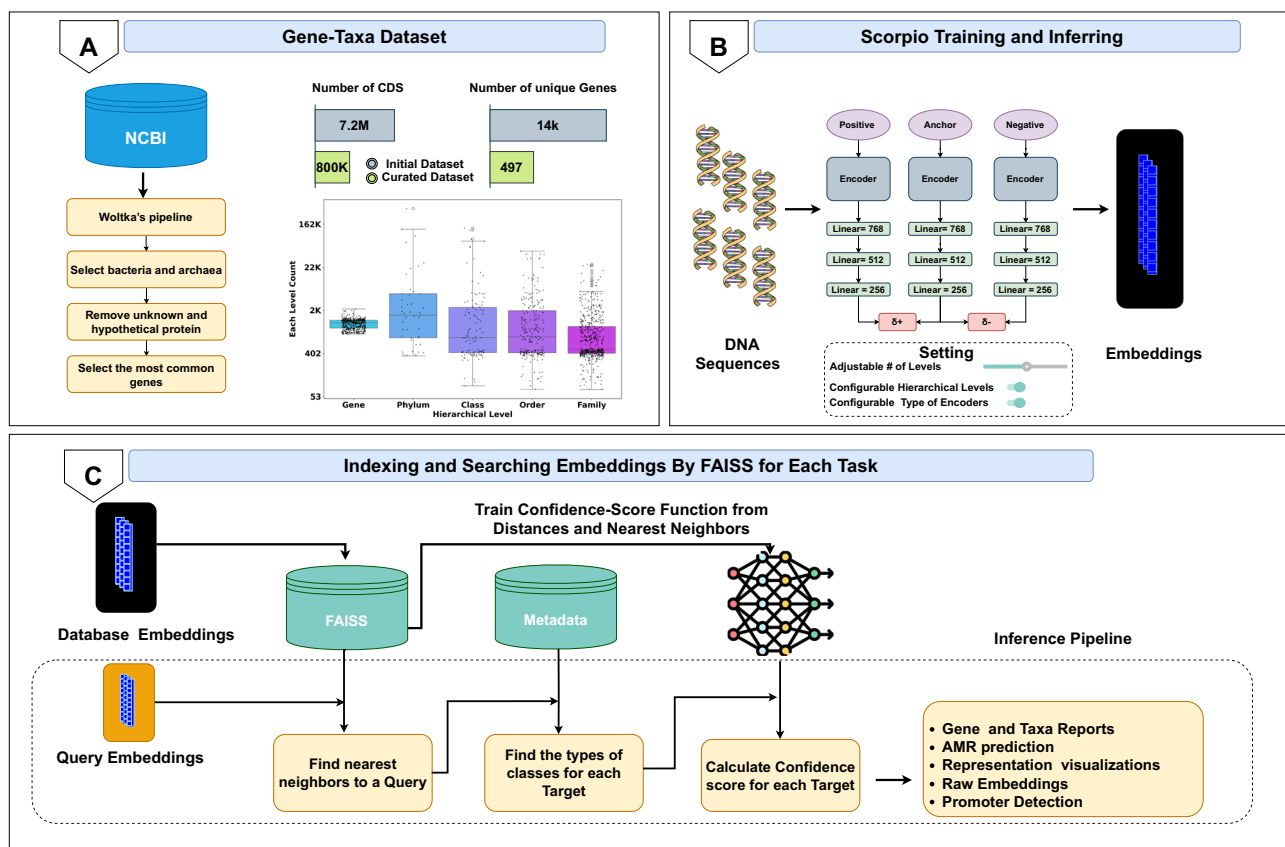 A
Gene-Taxa Dataset
NCBI
Woltka's pipeline
Select bacteria and archaea
Remove unknown and
hypothetical protein
Select the most common
genes
Number of CDS
7.2M
800K
Number of unique Genes
14k
497
Initial Dataset
Curated Dataset
Each Level Count
162K
22K
2K
402
53
Gene
Phylum
Class
Order
Family
Hierarchical Level
B
Scorpio Training and Inferring
DNA
Sequences
Positive
Anchor
Negative
Encoder
Encoder
Encoder
Linear= 768
Linear= 768
Linear= 768
Linear= 512
Linear= 512
Linear= 512
Linear = 256
Linear = 256
Linear = 256
δ+
δ-
Setting
Adjustable # of Levels
Configurable Hierarchical Levels
Configurable Type of Encoders
Embeddings
C
Indexing and Searching Embeddings By FAISS for Each Task
Train Confidence-Score Function from
Distances and Nearest Neighbors
Database Embeddings
FAISS
Metadata
Inference Pipeline
Query Embeddings
Find nearest
neighbors to a Query
Find the types of
classes for each
Target
Calculate Confidence
score for each Target
• Gene and Taxa Reports
• AMR prediction
• Representation visualizations
• Raw Embeddings
• Promoter Detection